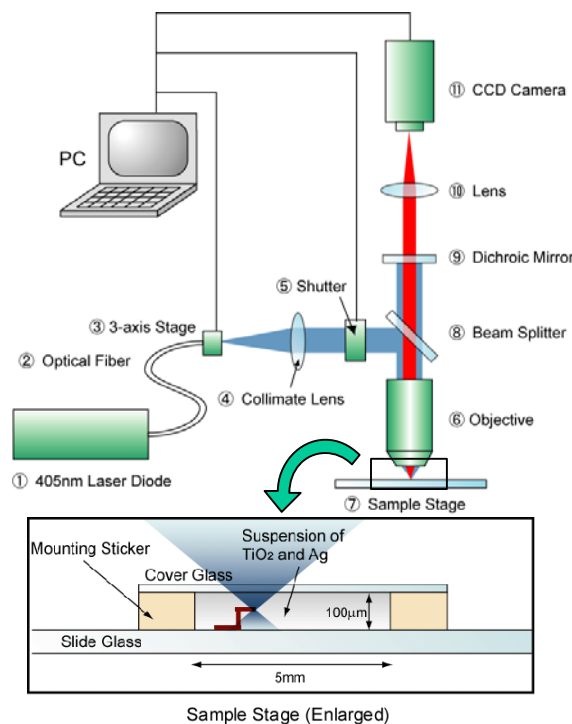 ⑪ CCD Camera
PC
⑩ Lens
⑨ Dichroic Mirror
⑤ Shutter
③ 3-axis Stage
⑧ Beam Splitter
② Optical Fiber
④ Collimate Lens
⑥ Objective
① 405nm Laser Diode
⑦ Sample Stage
Suspension of
TiO2 and Ag
Mounting Sticker
Cover Glass
100μm
Slide Glass
5mm
Sample Stage (Enlarged)